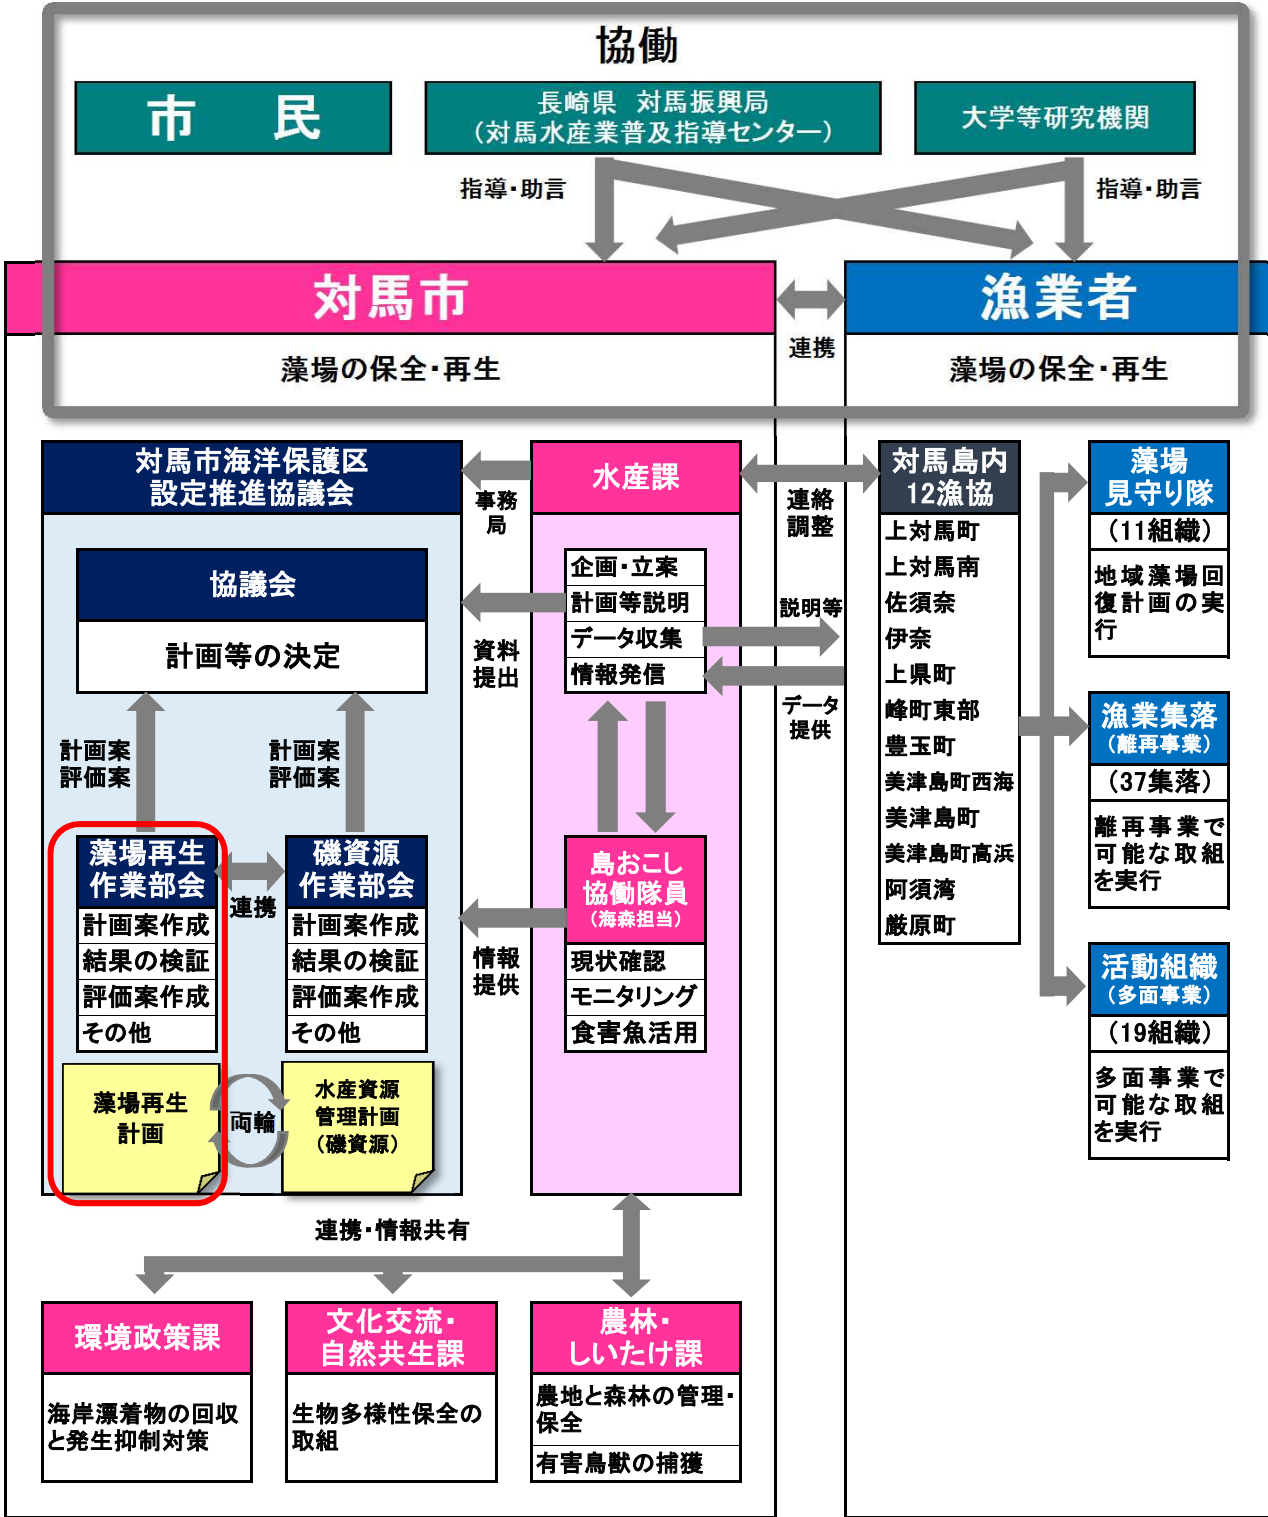 協働
市　民
長崎県 対馬振興局
（対馬水産業普及指導センター）
大学等研究機関
指導・助言
指導・助言
対馬市
漁業者
連携
藻場の保全・再生
藻場の保全・再生
対馬市海洋保護区
設定推進協議会
事務
局
水産課
連絡
調整
対馬島内
12漁協
上対馬町
上対馬南
佐須奈
伊奈
上県町
峰町東部
豊玉町
美津島町西海
美津島町
美津島町高浜
阿須湾
厳原町
藻場
見守り隊
（11組織）
地域藻場回
復計画の実
行
漁業集落
（離再事業）
（37集落）
離再事業で
可能な取組
を実行
活動組織
（多面事業）
（19組織）
多面事業で
可能な取組
を実行
協議会
計画等の決定
資料
提出
企画・立案
計画等説明
データ収集
情報発信
説明等
データ
提供
計画案
評価案
計画案
評価案
藻場再生
作業部会
計画案作成
結果の検証
評価案作成
その他
連携
磯資源
作業部会
計画案作成
結果の検証
評価案作成
その他
情報
提供
島おこし
協働隊員
（海森担当）
現状確認
モニタリング
食害魚活用
藻場再生
計画
両輪
水産資源
管理計画
（磯資源）
連携・情報共有
環境政策課
海岸漂着物の回収
と発生抑制対策
文化交流・
自然共生課
生物多様性保全の
取組
農林・
しいたけ課
農地と森林の管理・
保全
有害鳥獣の捕獲